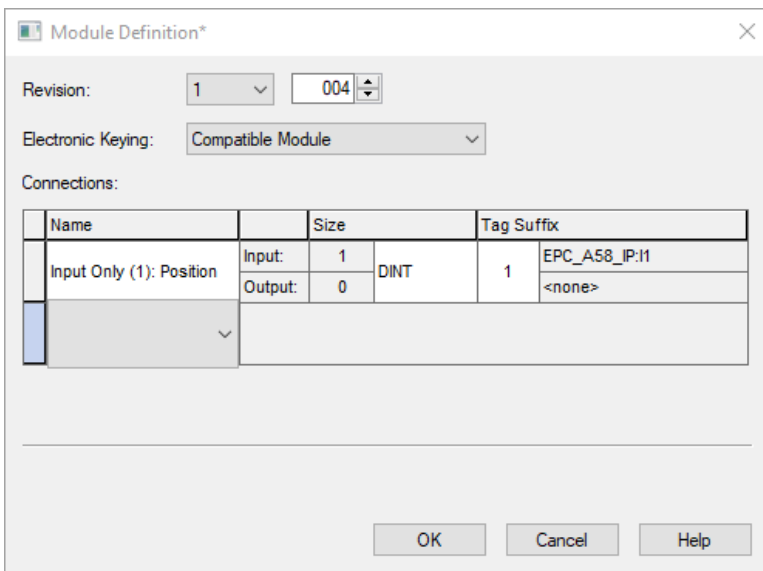 Module Definition*
Revision: 1 004
Electronic Keying: Compatible Module
Connections:
Name Size Tag Suffix
Input Only (1): Position Input: 1 DINT 1 EPC_A58_IP:I1
Output: 0 <none>
OK Cancel Help